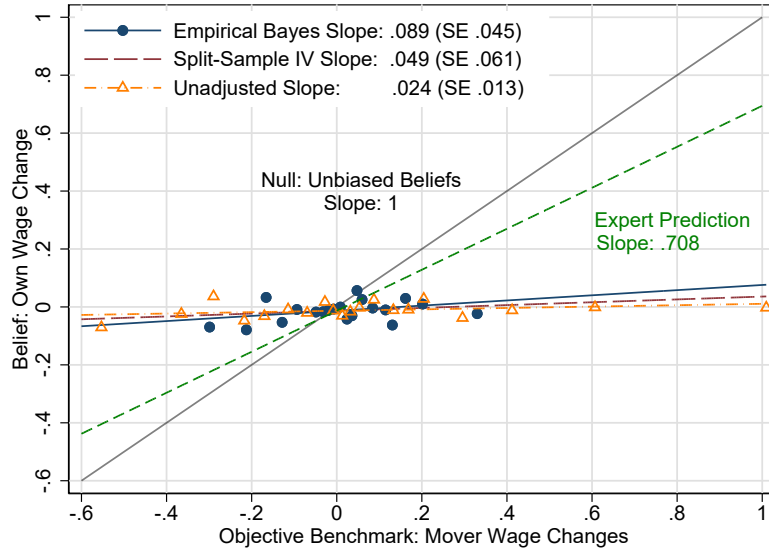 Empirical Bayes Slope: .089 (SE .045)
Split-Sample IV Slope: .049 (SE .061)
Unadjusted Slope: .024 (SE .013)
Null: Unbiased Beliefs
Slope: 1
Expert Prediction
Slope: .708
Belief: Own Wage Change
1
.8
.6
.4
.2
0
-.2
-.4
-.6
-.6
-.4
-.2
0
.2
.4
.6
.8
1
Objective Benchmark: Mover Wage Changes